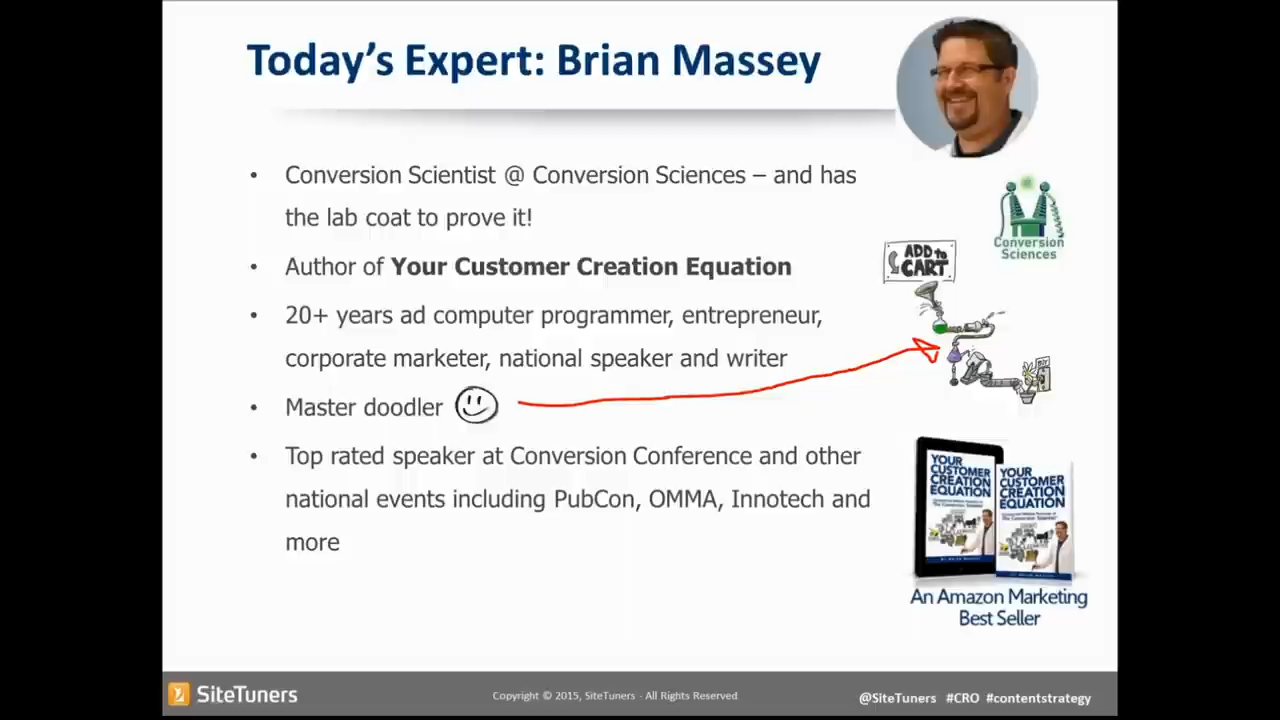 Today's Expert: Brian Massey
• Conversion Scientist @ Conversion Sciences – and has
the lab coat to prove it!
• Author of Your Customer Creation Equation
• 20+ years ad computer programmer, entrepreneur,
corporate marketer, national speaker and writer
• Master doodler
• Top rated speaker at Conversion Conference and other
national events including PubCon, OMMA, Innotech and
more
Conversion
Sciences
ADD to
CART
BUY
YOUR
CUSTOMER
CREATION
EQUATION
YOUR
CUSTOMER
CREATION
EQUATION
An Amazon Marketing
Best Seller
SiteTuners
Copyright © 2015, SiteTuners - All Rights Reserved
@SiteTuners #CRO #contentstrategy